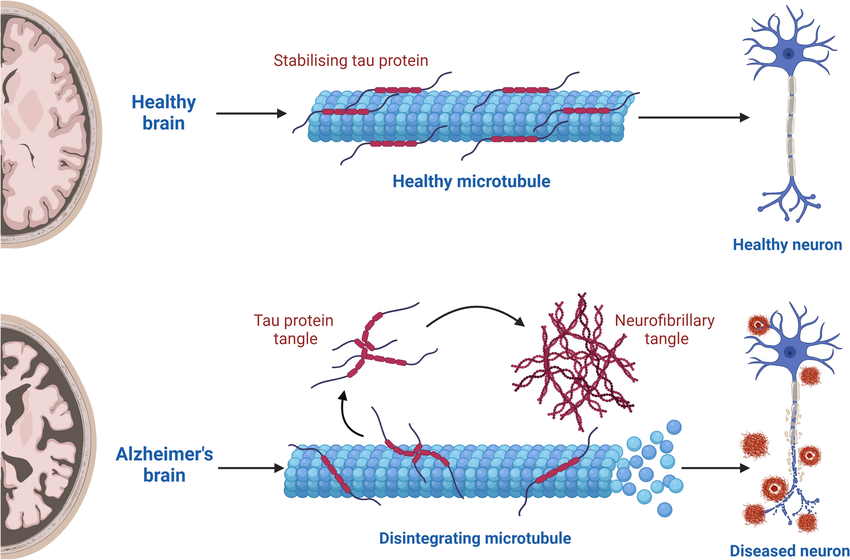 Stabilising tau protein
Healthy
brain
Healthy microtubule
Healthy neuron
Tau protein
tangle
Neurofibrillary
tangle
Alzheimer's
brain
Disintegrating microtubule
Diseased neuron